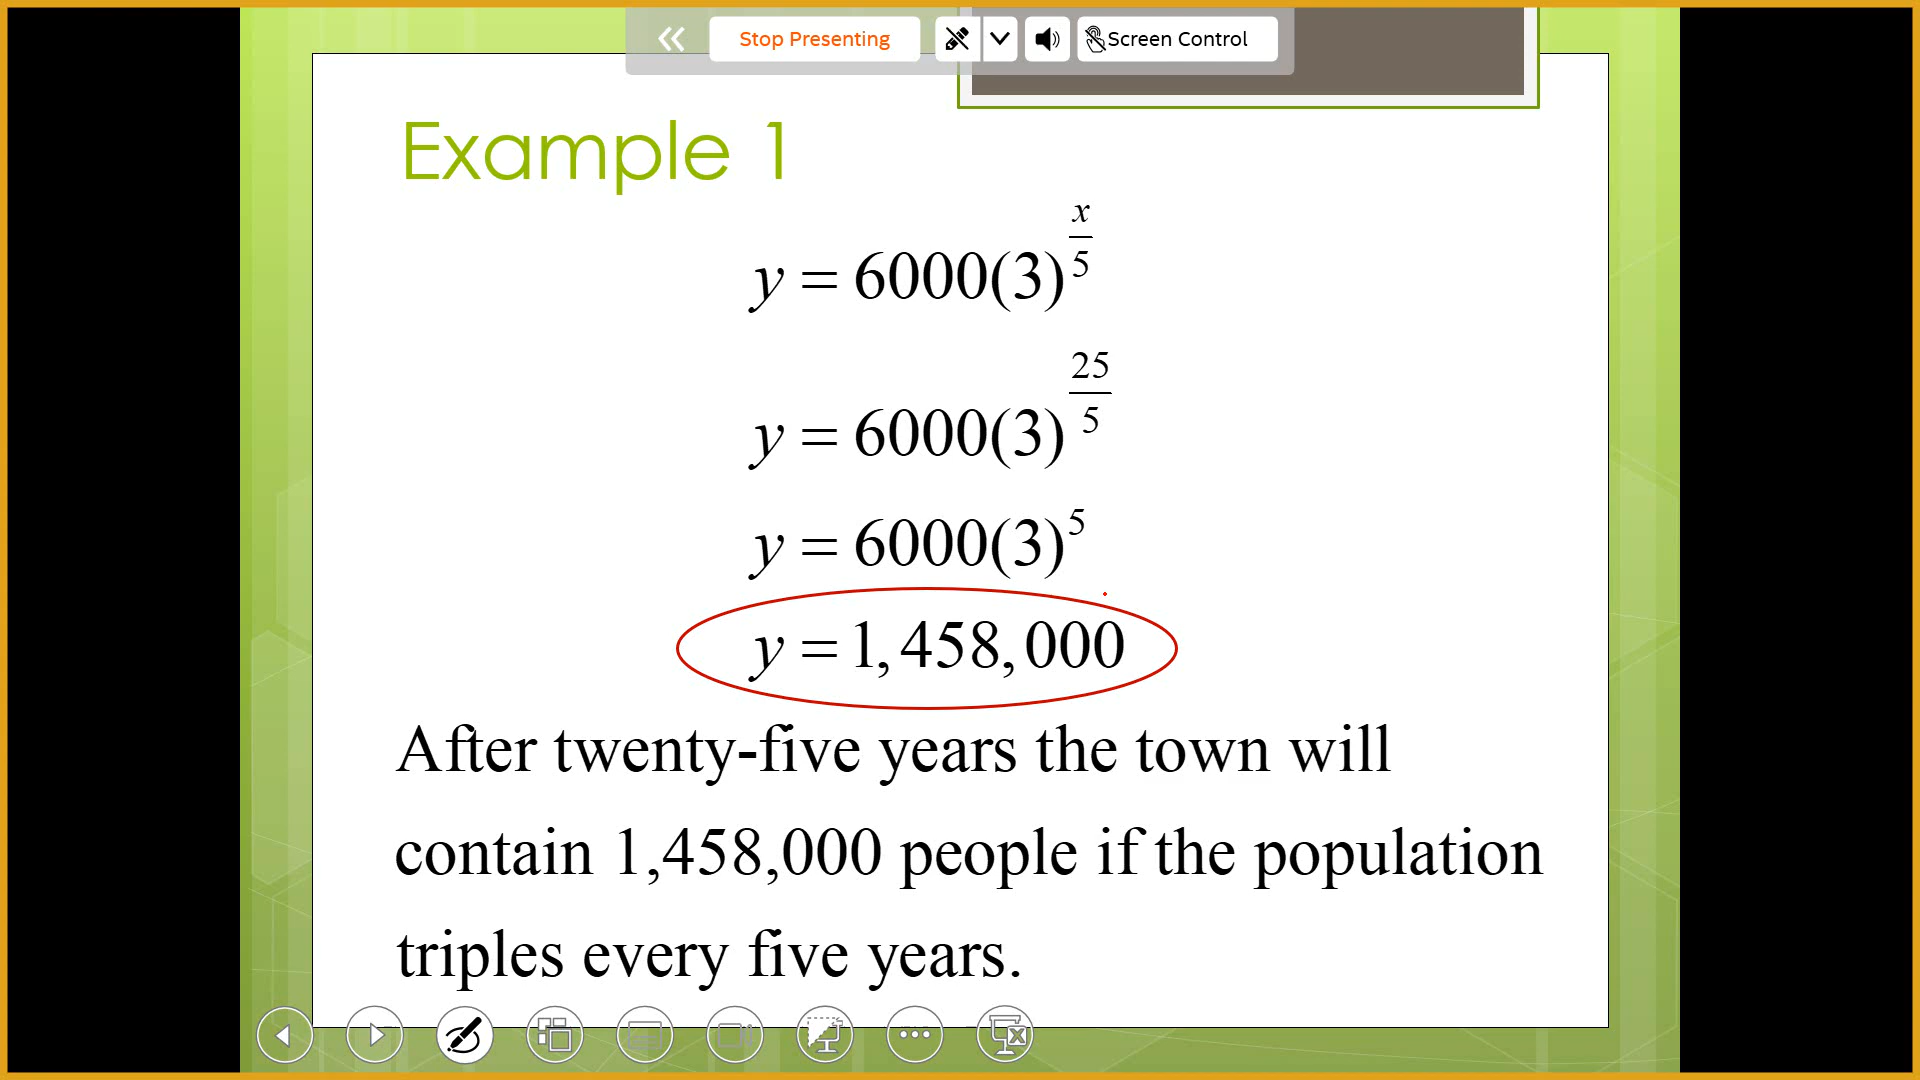 Stop Presenting
Screen Control
Example 1
y = 6000(3)^{x/5}
y = 6000(3)^{25/5}
y = 6000(3)^5
y = 1,458,000
After twenty-five years the town will
contain 1,458,000 people if the population
triples every five years.